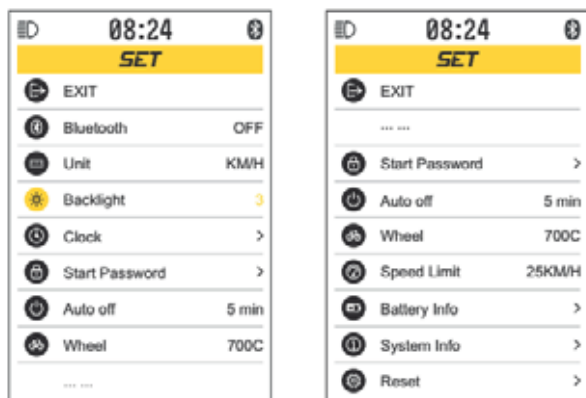 08:24
SET
EXIT
Bluetooth OFF
Unit KM/H
Backlight 3
Clock >
Start Password >
Auto off 5 min
Wheel 700C
... ...
08:24
SET
EXIT
... ...
Start Password >
Auto off 5 min
Wheel 700C
Speed Limit 25KM/H
Battery Info >
System Info >
Reset >